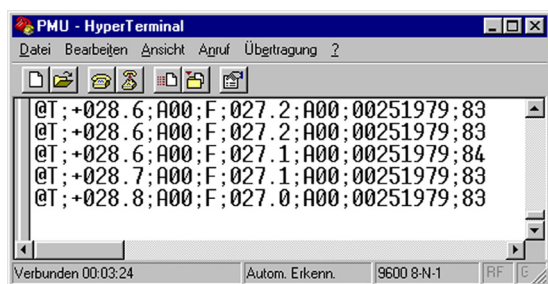 PMU - HyperTerminal
Datei Bearbeiten Ansicht Anruf Übertragung ?
@T;+028.6;A00;F;027.2;A00;00251979;83
@T;+028.6;A00;F;027.2;A00;00251979;83
@T;+028.6;A00;F;027.1;A00;00251979;84
@T;+028.7;A00;F;027.1;A00;00251979;83
@T;+028.8;A00;F;027.0;A00;00251979;83
Verbunden 00:03:24 Autom. Erkenn. 9600 8-N-1 RF G